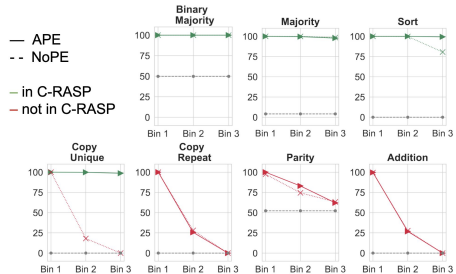 APE
NoPE
in C-RASP
not in C-RASP
Binary
Majority
100
75
50
25
0
Bin 1 Bin 2 Bin 3
Majority
100
75
50
25
0
Bin 1 Bin 2 Bin 3
Sort
100
75
50
25
0
Bin 1 Bin 2 Bin 3
Copy
Unique
100
75
50
25
0
Bin 1 Bin 2 Bin 3
Copy
Repeat
100
75
50
25
0
Bin 1 Bin 2 Bin 3
Parity
100
75
50
25
0
Bin 1 Bin 2 Bin 3
Addition
100
75
50
25
0
Bin 1 Bin 2 Bin 3